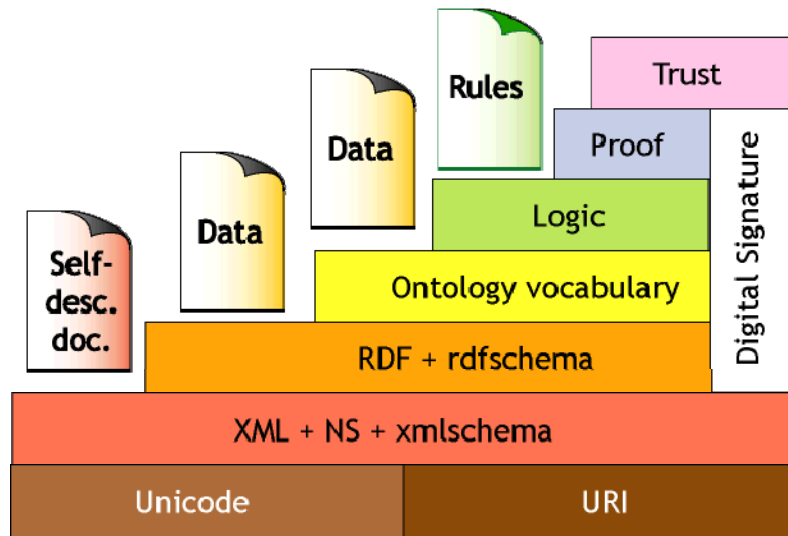 Rules
Trust
Data
Proof
Data
Logic
Digital Signature
Self-
desc.
doc.
Ontology vocabulary
RDF + rdfschema
XML + NS + xmlschema
Unicode
URI